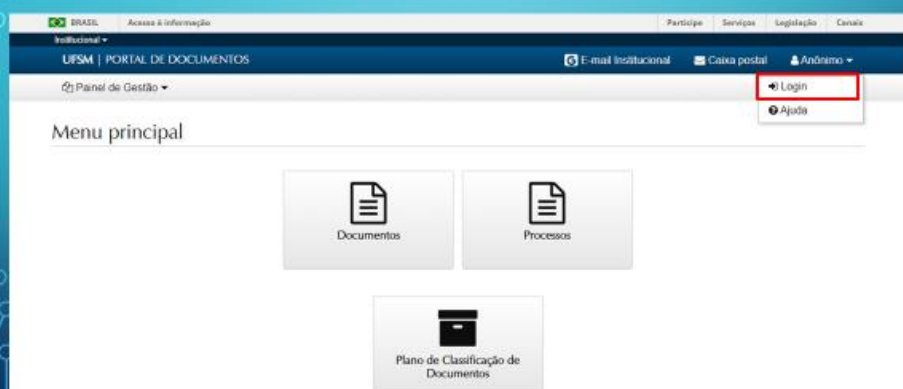 BRASIL Acesso à informação Participe Serviços Legislação Canais
Institucional
UFSM | PORTAL DE DOCUMENTOS E-mail Institucional Caixa postal Anônimo
Painel de Gestão Login
Ajuda
Menu principal
Documentos Processos
Plano de Classificação de
Documentos